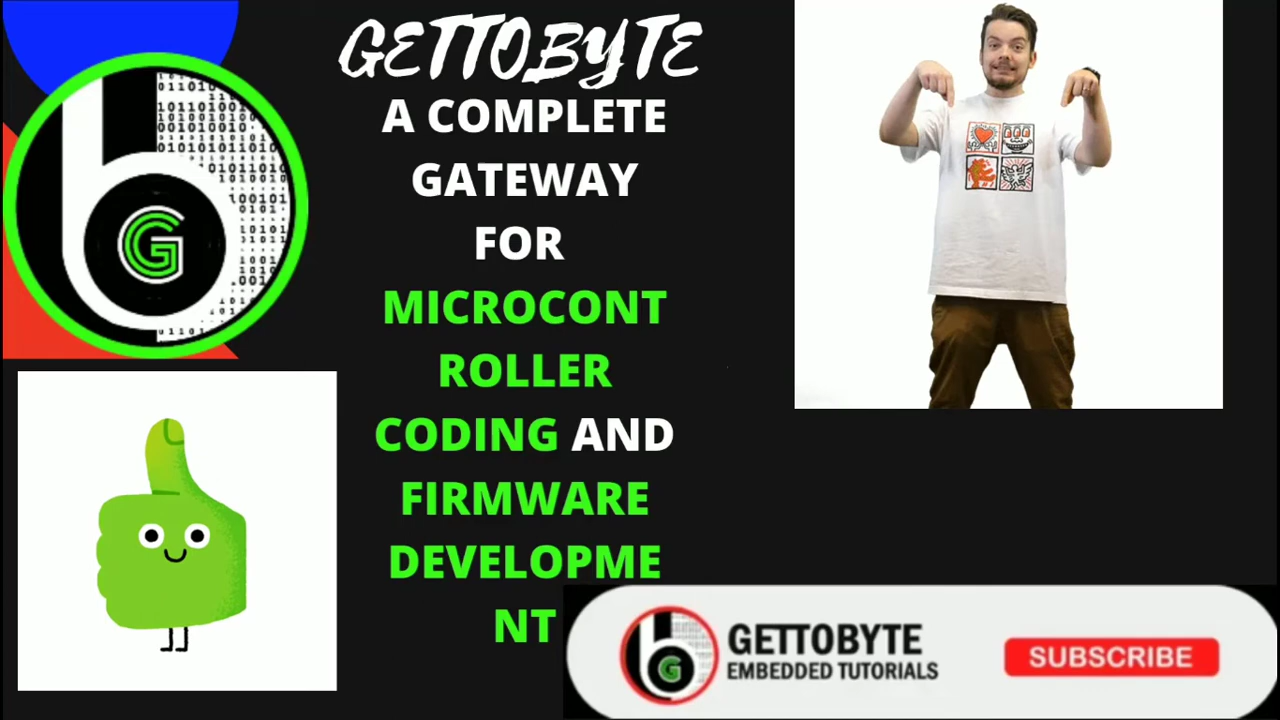 GETTOBYTE
A COMPLETE
GATEWAY
FOR
MICROCONT
ROLLER
CODING AND
FIRMWARE
DEVELOPME
NT
G
G
GETTOBYTE
EMBEDDED TUTORIALS
SUBSCRIBE